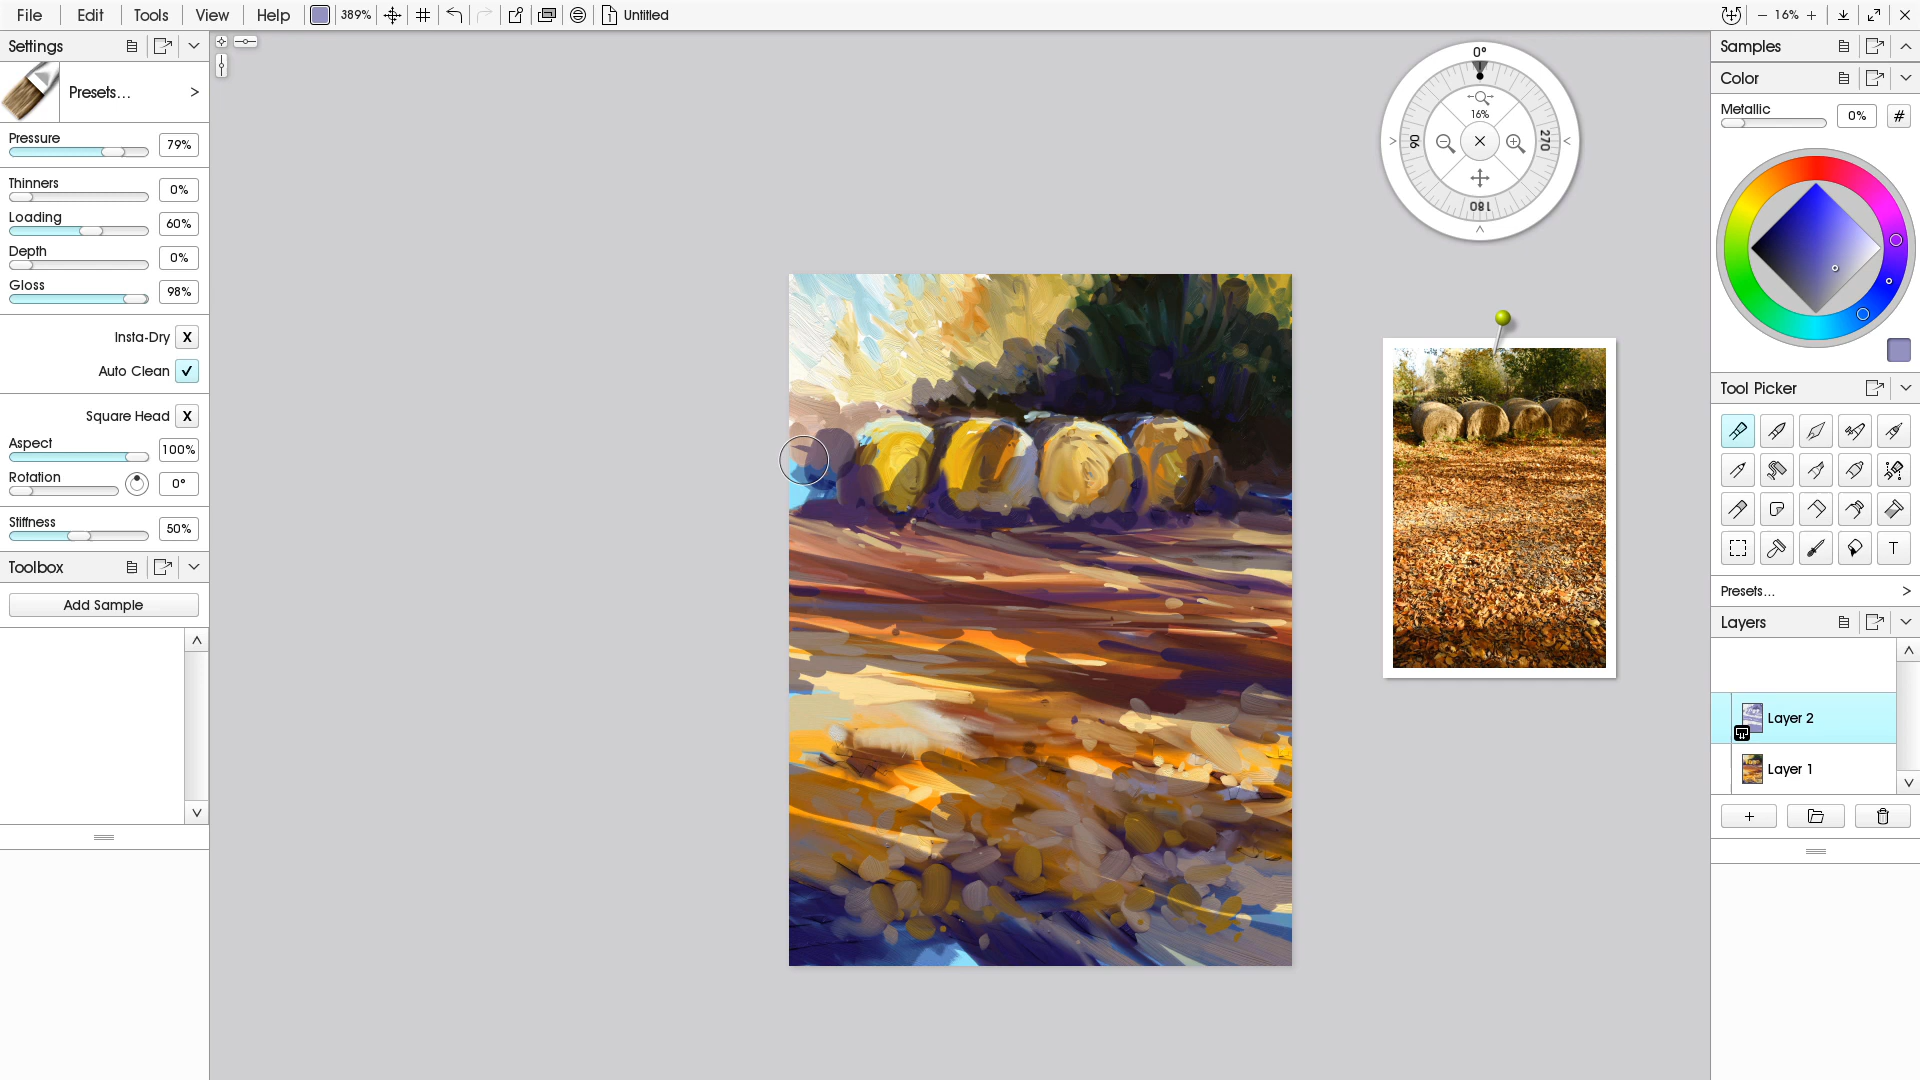 File Edit Tools View Help 389% 1 Untitled 16%
Settings
Presets... >
Pressure 79%
Thinners 0%
Loading 60%
Depth 0%
Gloss 98%
Insta-Dry X
Auto Clean ✓
Square Head X
Aspect 100%
Rotation 0°
Stiffness 50%
Toolbox
Add Sample
0°
16%
90
270
180
Samples
Color
Metallic 0% #
Tool Picker
T
Presets... >
Layers
Layer 2
Layer 1
+